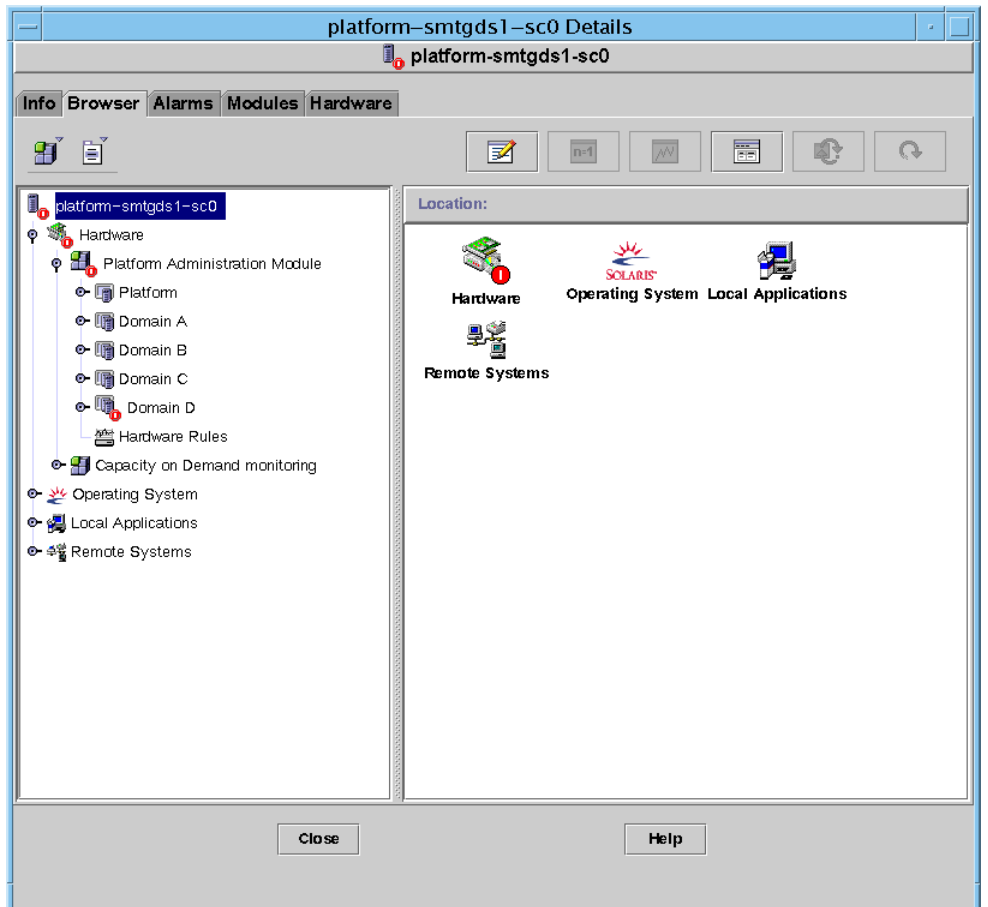 platform-smtgds1-sc0 Details
platform-smtgds1-sc0
Info Browser Alarms Modules Hardware
n=1
platform-smtgds1-sc0
Location:
Hardware
Platform Administration Module
Platform
Domain A
Domain B
Domain C
Domain D
Hardware Rules
Capacity on Demand monitoring
Operating System
Local Applications
Remote Systems
SOLARIS
Hardware
Operating System
Local Applications
Remote Systems
Close
Help